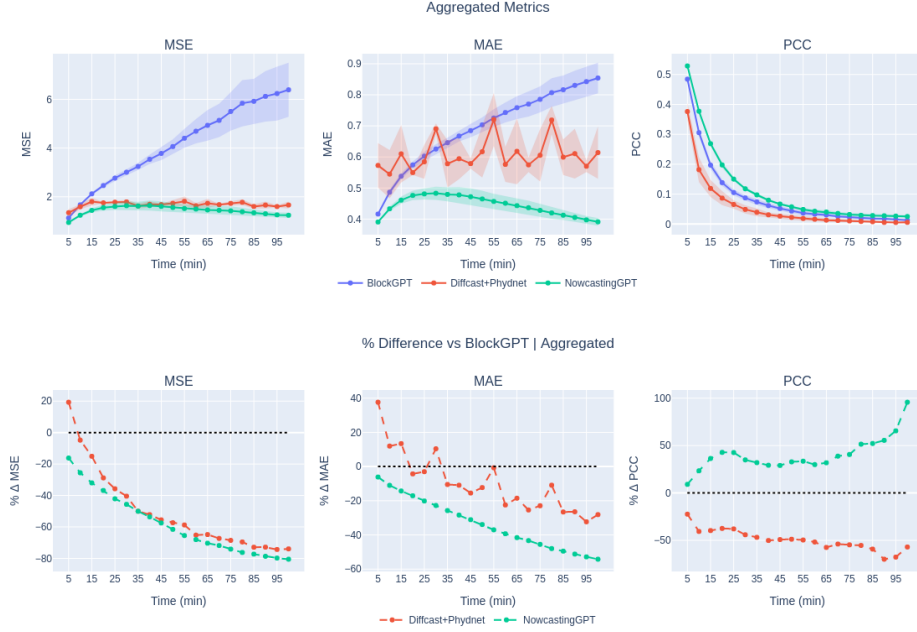 Aggregated Metrics
MSE
MAE
PCC
MSE
6
4
2
5 15 25 35 45 55 65 75 85 95
Time (min)
MAE
0.9
0.8
0.7
0.6
0.5
0.4
5 15 25 35 45 55 65 75 85 95
Time (min)
PCC
0.5
0.4
0.3
0.2
0.1
0
5 15 25 35 45 55 65 75 85 95
Time (min)
BlockGPT Diffcast+Phydnet NowcastingGPT
% Difference vs BlockGPT | Aggregated
MSE
MAE
PCC
% Δ MSE
20
0
−20
−40
−60
−80
5 15 25 35 45 55 65 75 85 95
Time (min)
% Δ MAE
40
20
0
−20
−40
−60
5 15 25 35 45 55 65 75 85 95
Time (min)
% Δ PCC
100
50
0
−50
5 15 25 35 45 55 65 75 85 95
Time (min)
Diffcast+Phydnet NowcastingGPT